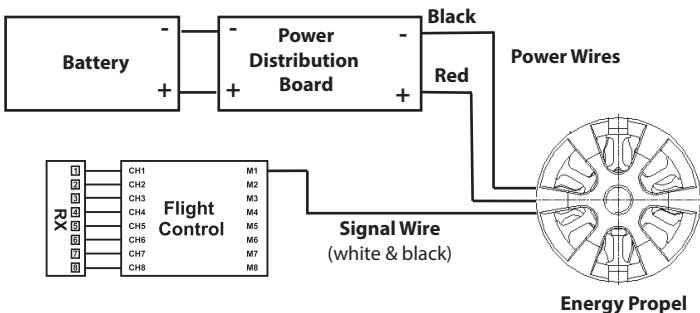 Battery
-
+
-
+
Power
Distribution
Board
-
+
Black
Red
Power Wires
RX
1
2
3
4
5
6
7
8
CH1
CH2
CH3
CH4
CH5
CH6
CH7
CH8
Flight
Control
M1
M2
M3
M4
M5
M6
M7
M8
Signal Wire
(white & black)
Energy Propel